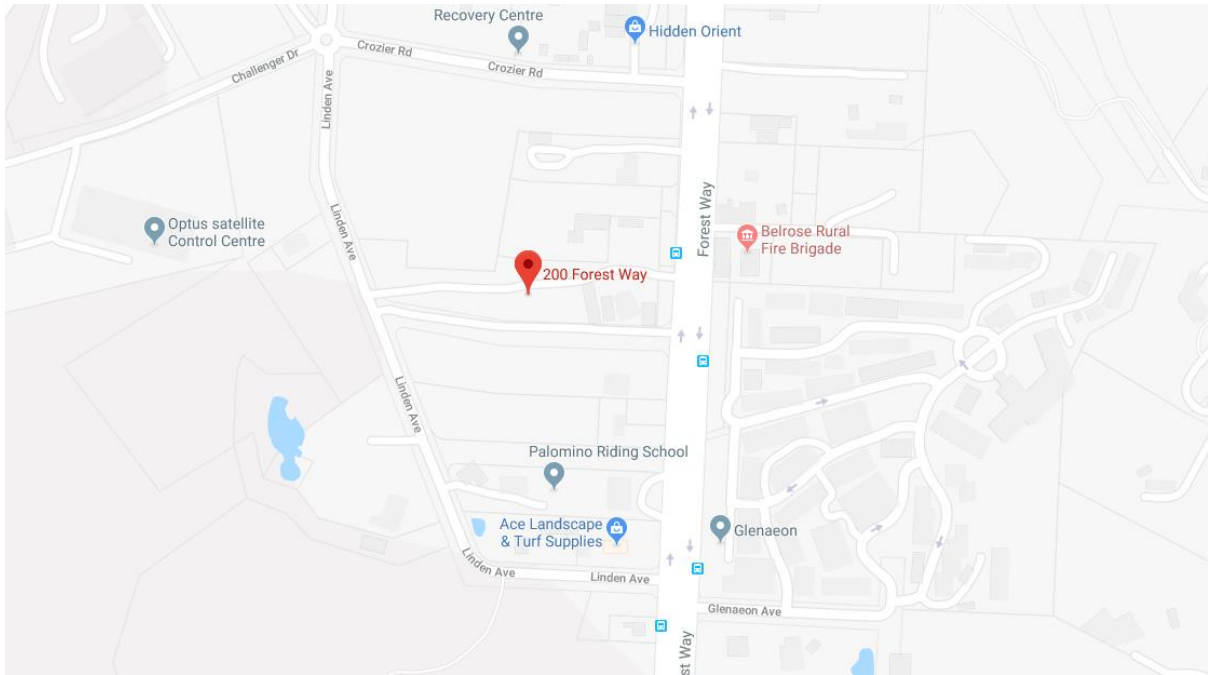 Recovery Centre
Hidden Orient
Crozier Rd
Crozier Rd
Challenger Dr
Linden Ave
Forest Way
Linden Ave
Optus satellite
Control Centre
Belrose Rural
Fire Brigade
200 Forest Way
Linden Ave
Palomino Riding School
Ace Landscape
& Turf Supplies
Glenaeon
Linden Ave
Linden Ave
Glenaeon Ave
st Way